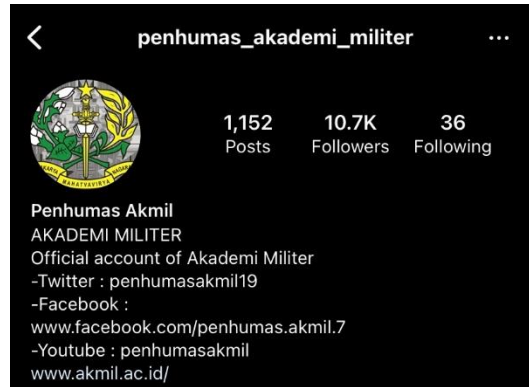 penhumas_akademi_militer
1,152 10.7K 36
Posts Followers Following
MAHATVAVIRYA
Penhumas Akmil
AKADEMI MILITER
Official account of Akademi Militer
-Twitter : penhumasakmil19
-Facebook :
www.facebook.com/penhumas.akmil.7
-Youtube : penhumasakmil
www.akmil.ac.id/